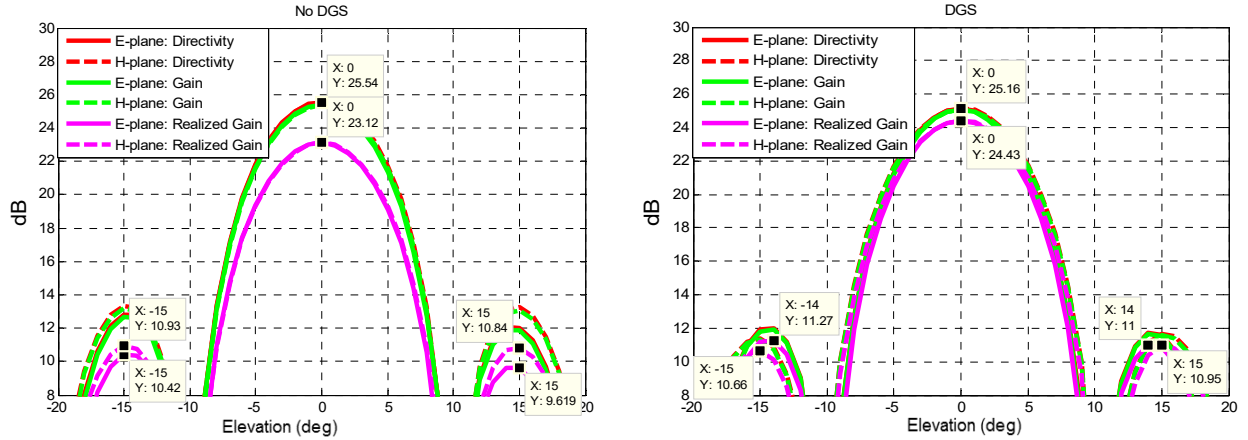 No DGS
30
28
26
24
22
20
18
16
14
12
10
8
dB
E-plane: Directivity
H-plane: Directivity
E-plane: Gain
H-plane: Gain
E-plane: Realized Gain
H-plane: Realized Gain
X: 0
Y: 25.54
X: 0
Y: 23.12
X: -15
Y: 10.93
X: -15
Y: 10.42
X: 15
Y: 10.84
X: 15
Y: 9.619
-20 -15 -10 -5 0 5 10 15 20
Elevation (deg)
DGS
30
28
26
24
22
20
18
16
14
12
10
8
dB
E-plane: Directivity
H-plane: Directivity
E-plane: Gain
H-plane: Gain
E-plane: Realized Gain
H-plane: Realized Gain
X: 0
Y: 25.16
X: 0
Y: 24.43
X: -14
Y: 11.27
X: -15
Y: 10.66
X: 14
Y: 11
X: 15
Y: 10.95
-20 -15 -10 -5 0 5 10 15 20
Elevation (deg)